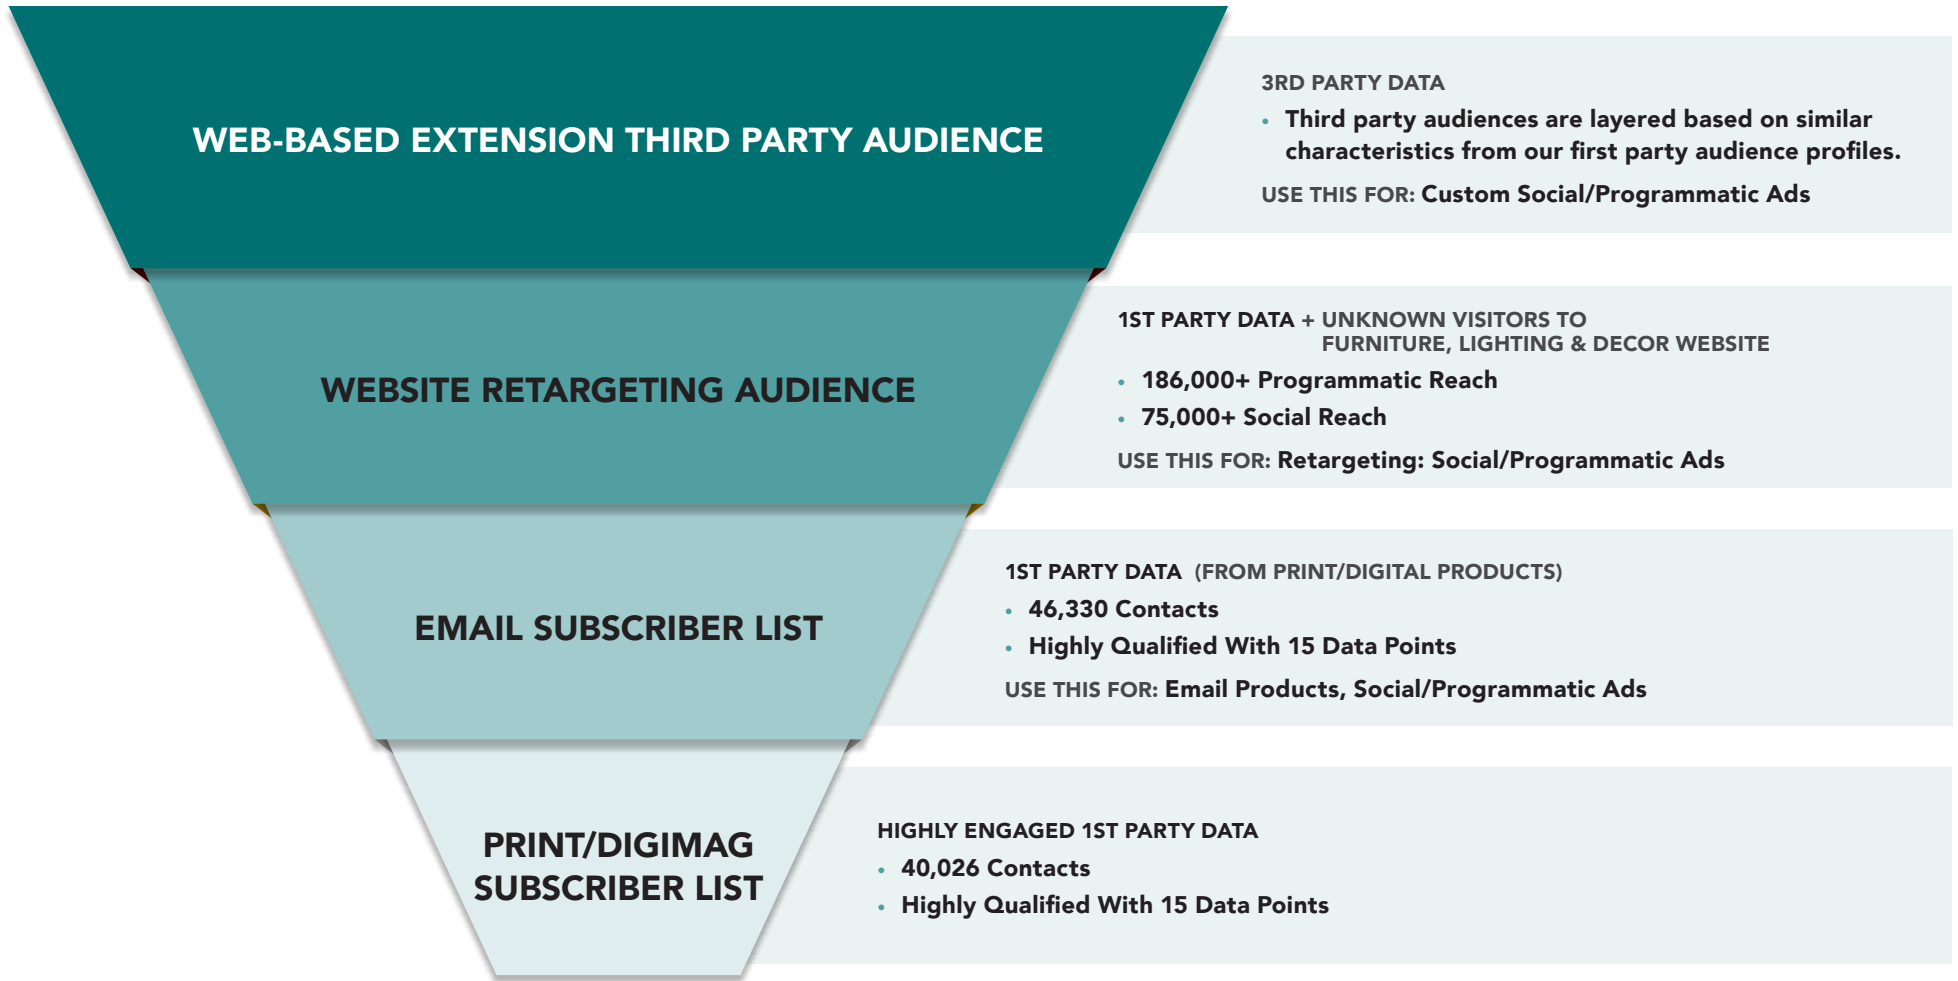 WEB-BASED EXTENSION THIRD PARTY AUDIENCE
3RD PARTY DATA
• Third party audiences are layered based on similar
characteristics from our first party audience profiles.
USE THIS FOR: Custom Social/Programmatic Ads
WEBSITE RETARGETING AUDIENCE
1ST PARTY DATA + UNKNOWN VISITORS TO
FURNITURE, LIGHTING & DECOR WEBSITE
• 186,000+ Programmatic Reach
• 75,000+ Social Reach
USE THIS FOR: Retargeting: Social/Programmatic Ads
EMAIL SUBSCRIBER LIST
1ST PARTY DATA (FROM PRINT/DIGITAL PRODUCTS)
• 46,330 Contacts
• Highly Qualified With 15 Data Points
USE THIS FOR: Email Products, Social/Programmatic Ads
PRINT/DIGIMAG
SUBSCRIBER LIST
HIGHLY ENGAGED 1ST PARTY DATA
• 40,026 Contacts
• Highly Qualified With 15 Data Points